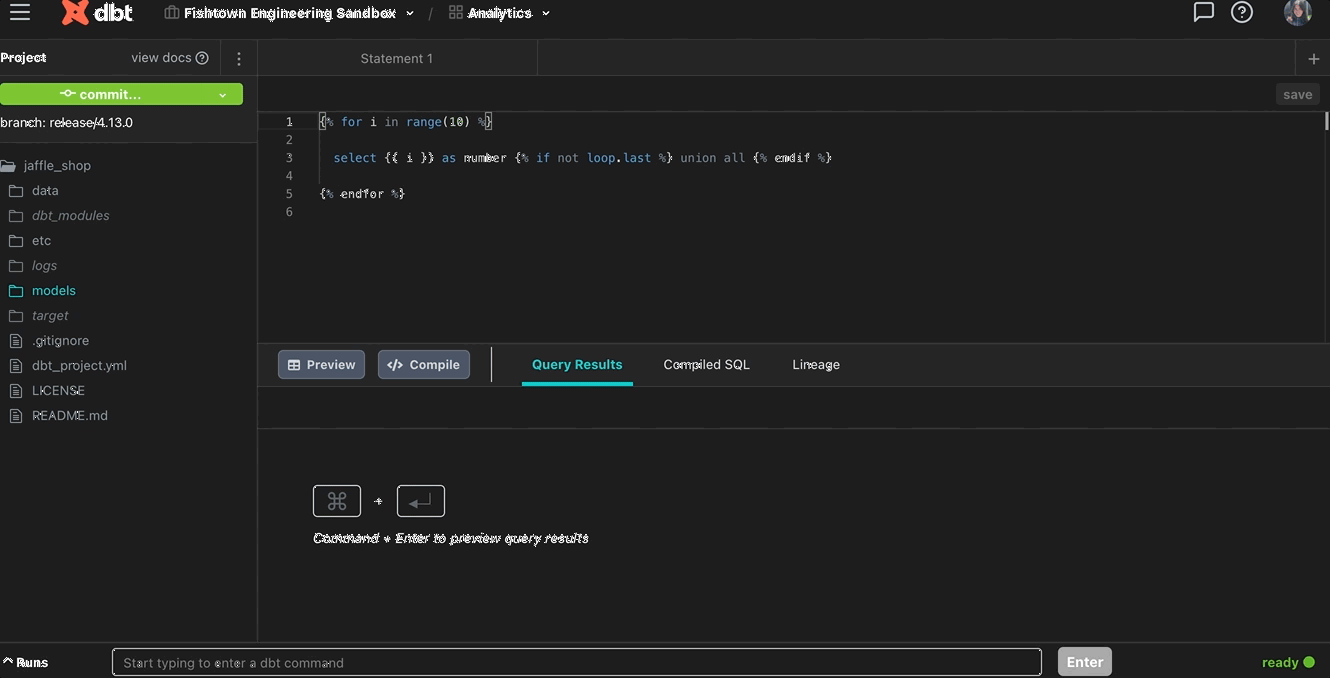 dbt Fishtown Engineering Sandbox / Analytics
Project view docs
Statement 1
commit...
save
branch: release/4.13.0
1 {% for i in range(10) %}
2
3 select {{ i }} as number {% if not loop.last %} union all {% endif %}
4
5 {% endfor %}
6
jaffle_shop
data
dbt_modules
etc
logs
models
target
.gitignore
dbt_project.yml
LICENSE
README.md
Preview </> Compile Query Results Compiled SQL Lineage
⌘ + ↵
Command + Enter to preview query results
Runs Start typing to enter a dbt command Enter ready